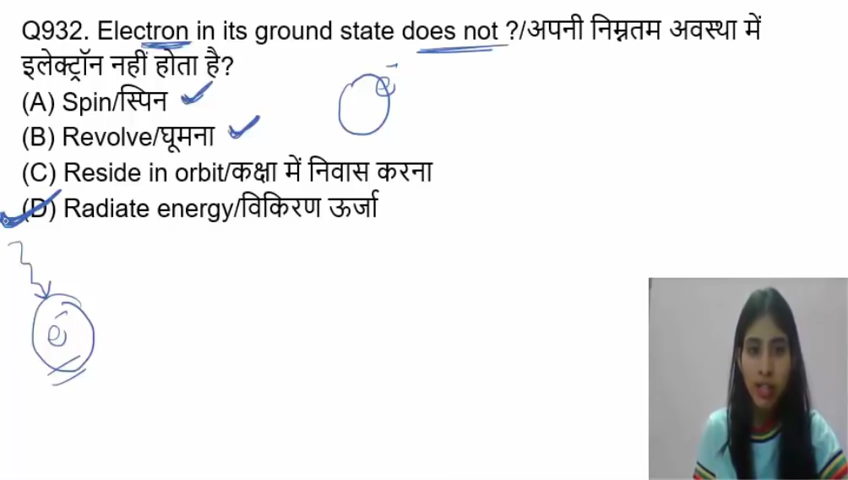 Q932. Electron in its ground state does not ?/अपनी निम्नतम अवस्था में
इलेक्ट्रॉन नहीं होता है?
(A) Spin/स्पिन
(B) Revolve/घूमना
(C) Reside in orbit/कक्षा में निवास करना
(D) Radiate energy/विकिरण ऊर्जा
e-
e-